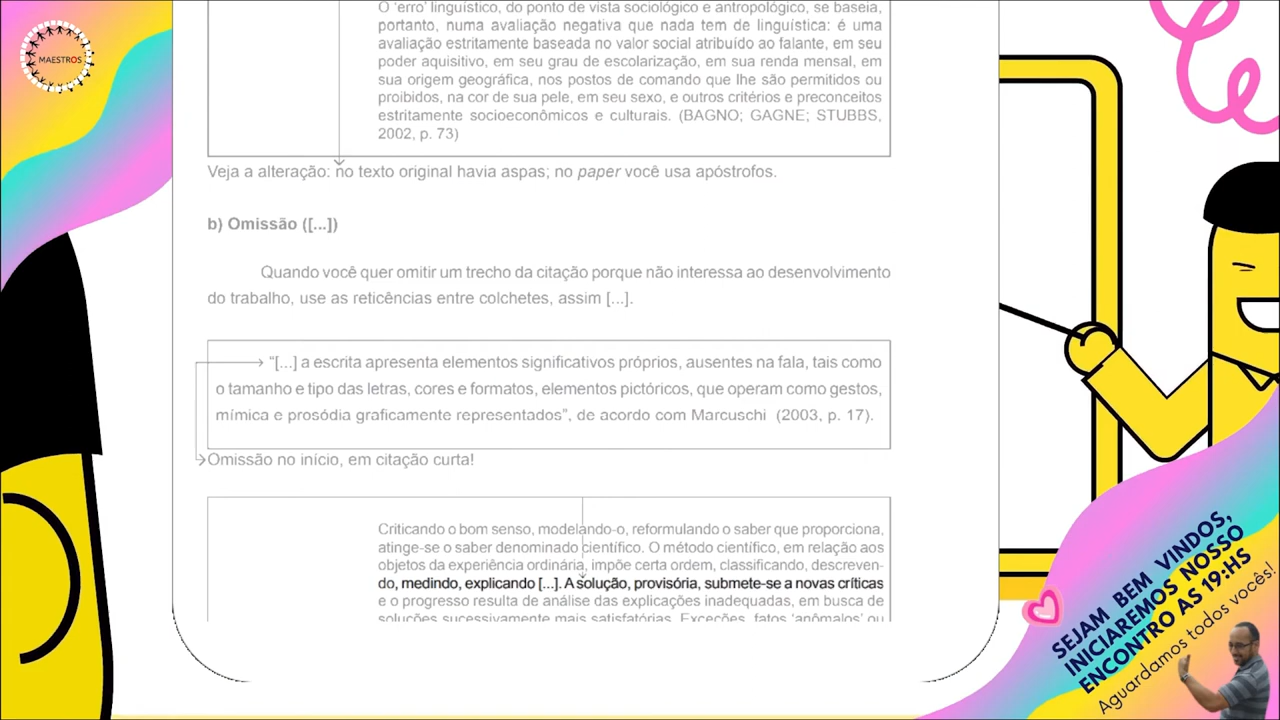 MAESTROS
O 'erro' linguístico, do ponto de vista sociológico e antropológico, se baseia,
portanto, numa avaliação negativa que nada tem de linguística: é uma
avaliação estritamente baseada no valor social atribuído ao falante, em seu
poder aquisitivo, em seu grau de escolarização, em sua renda mensal, em
sua origem geográfica, nos postos de comando que lhe são permitidos ou
proibidos, na cor de sua pele, em seu sexo, e outros critérios e preconceitos
estritamente socioeconômicos e culturais. (BAGNO; GAGNE; STUBBS,
2002, p. 73)
Veja a alteração: no texto original havia aspas; no paper você usa apóstrofos.
b) Omissão ([...])
Quando você quer omitir um trecho da citação porque não interessa ao desenvolvimento
do trabalho, use as reticências entre colchetes, assim [...].
"[...] a escrita apresenta elementos significativos próprios, ausentes na fala, tais como
o tamanho e tipo das letras, cores e formatos, elementos pictóricos, que operam como gestos,
mímica e prosódia graficamente representados", de acordo com Marcuschi (2003, p. 17).
Omissão no início, em citação curta!
Criticando o bom senso, modelando-o, reformulando o saber que proporciona,
atinge-se o saber denominado científico. O método científico, em relação aos
objetos da experiência ordinária, impõe certa ordem, classificando, descreven-
do, medindo, explicando [...]. A solução, provisória, submete-se a novas críticas
e o progresso resulta de análise das explicações inadequadas, em busca de
soluções sucessivamente mais satisfatórias. Exceções, fatos 'anômalos' ou
SEJAM BEM VINDOS,
INICIAREMOS NOSSO
ENCONTRO AS 19:HS
Aguardamos todos vocês!